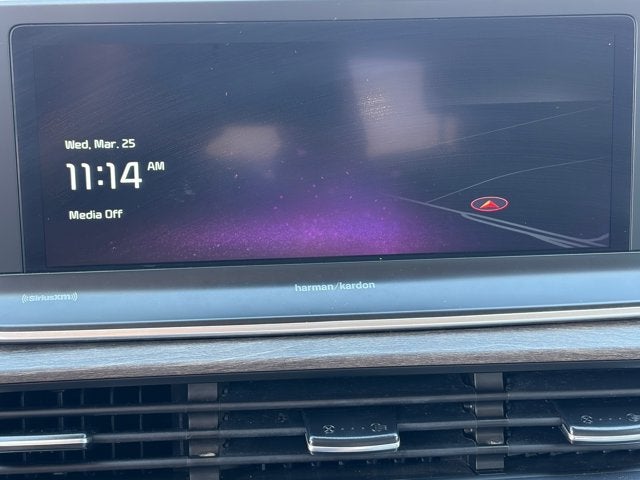 Wed, Mar. 25
11:14 AM
Media Off
((SiriusXM))
harman/kardon